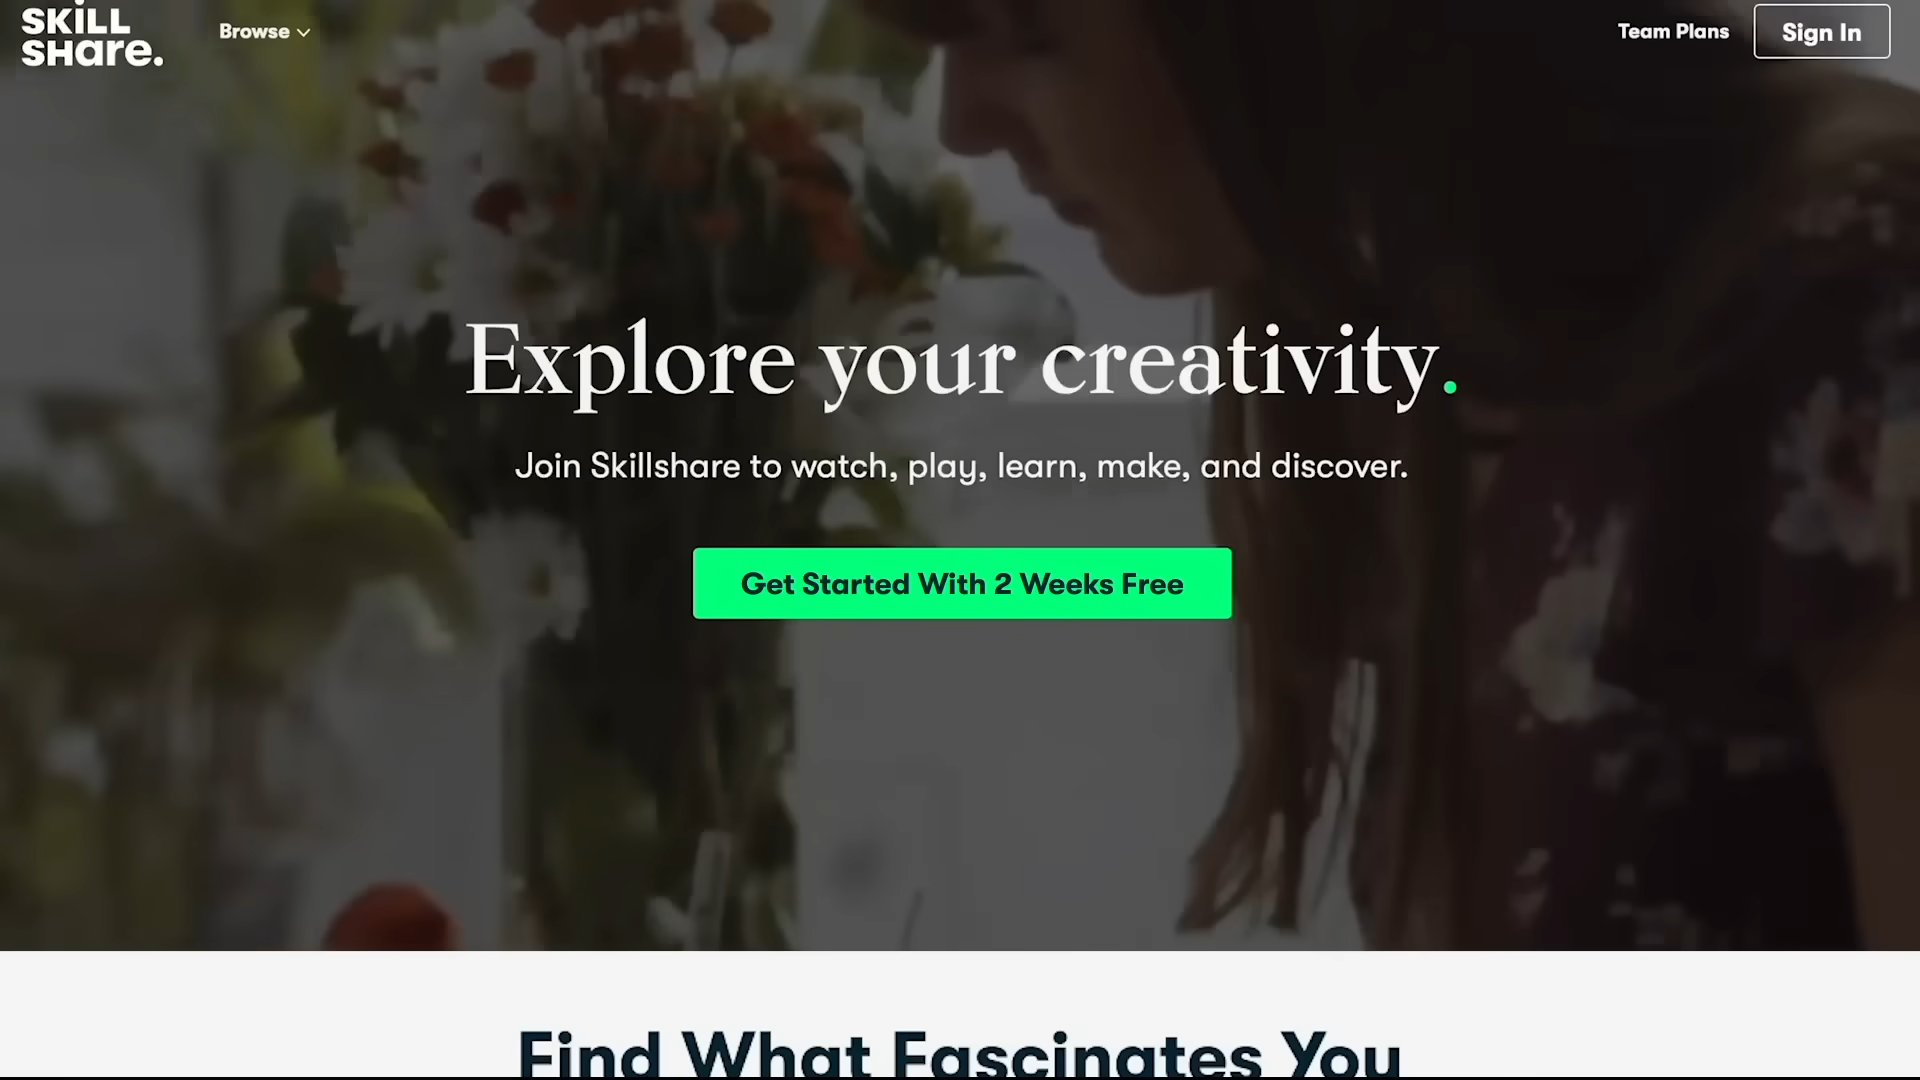 SKiLL
SHare.
Browse
Team Plans
Sign In
Explore your creativity.
Join Skillshare to watch, play, learn, make, and discover.
Get Started With 2 Weeks Free
Find What Fascinates You